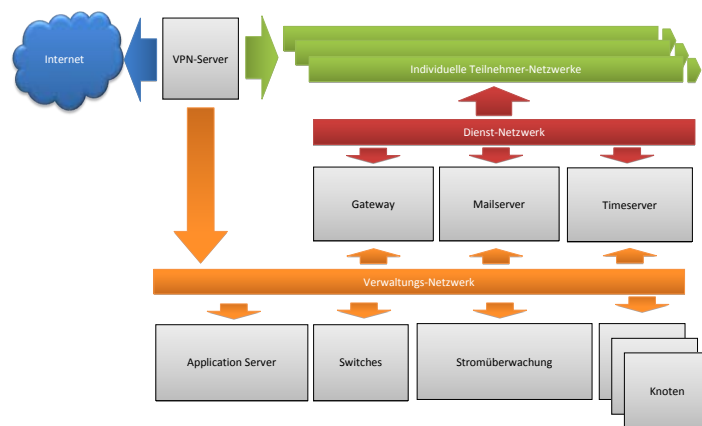 Internet
VPN-Server
Individuelle Teilnehmer-Netzwerke
Dienst-Netzwerk
Gateway
Mailserver
Timeserver
Verwaltungs-Netzwerk
Application Server
Switches
Stromüberwachung
Knoten